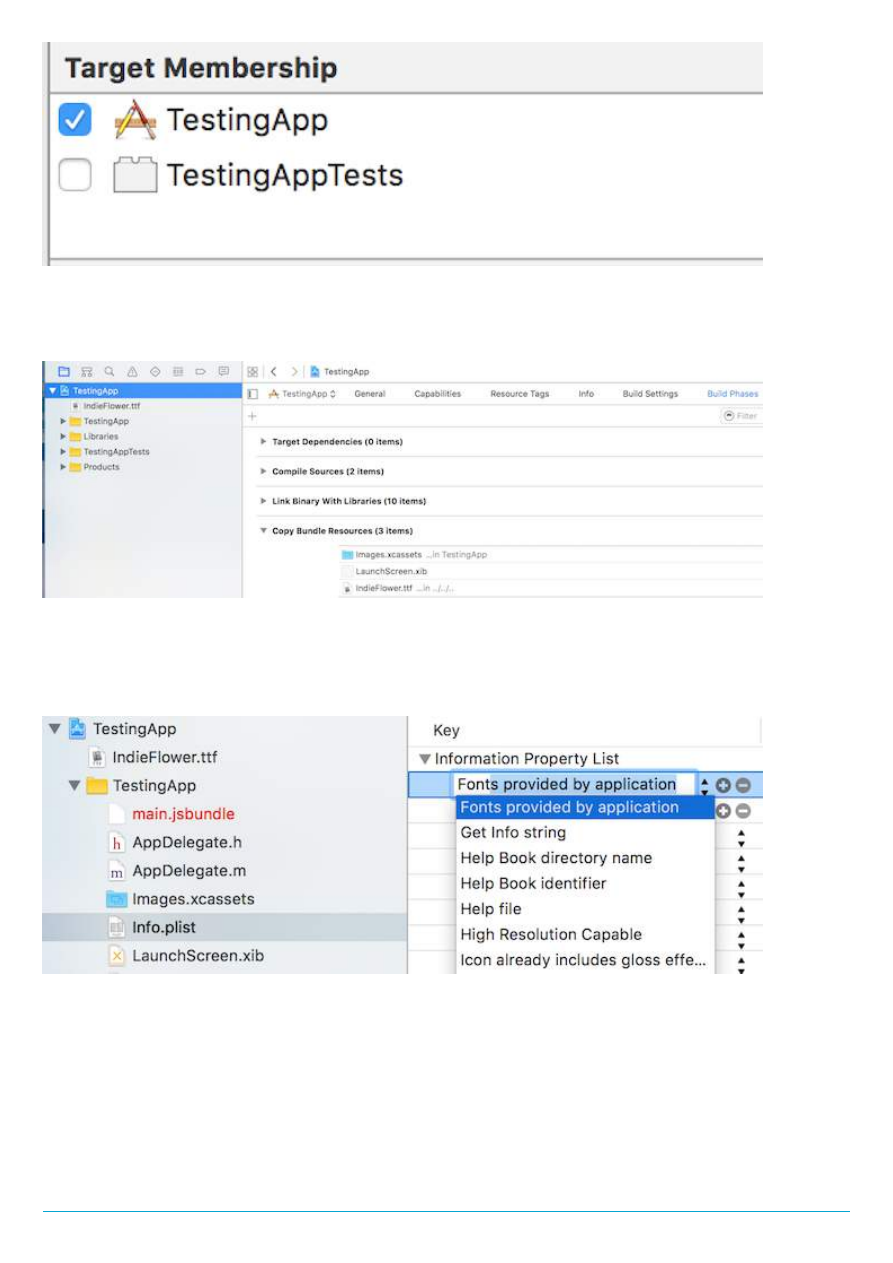 Target Membership
TestingApp
TestingAppTests
TestingApp
TestingApp
IndieFlower.ttf
TestingApp
Libraries
TestingAppTests
Products
TestingApp General Capabilities Resource Tags Info Build Settings Build Phases
Filter
Target Dependencies (0 items)
Compile Sources (2 items)
Link Binary With Libraries (10 items)
Copy Bundle Resources (3 items)
Images.xcassets ...in TestingApp
LaunchScreen.xib
IndieFlower.ttf ...in ../../..
TestingApp
IndieFlower.ttf
TestingApp
main.jsbundle
h AppDelegate.h
m AppDelegate.m
Images.xcassets
Info.plist
LaunchScreen.xib
Key
Information Property List
Fonts provided by application
Fonts provided by application
Get Info string
Help Book directory name
Help Book identifier
Help file
High Resolution Capable
Icon already includes gloss effe...